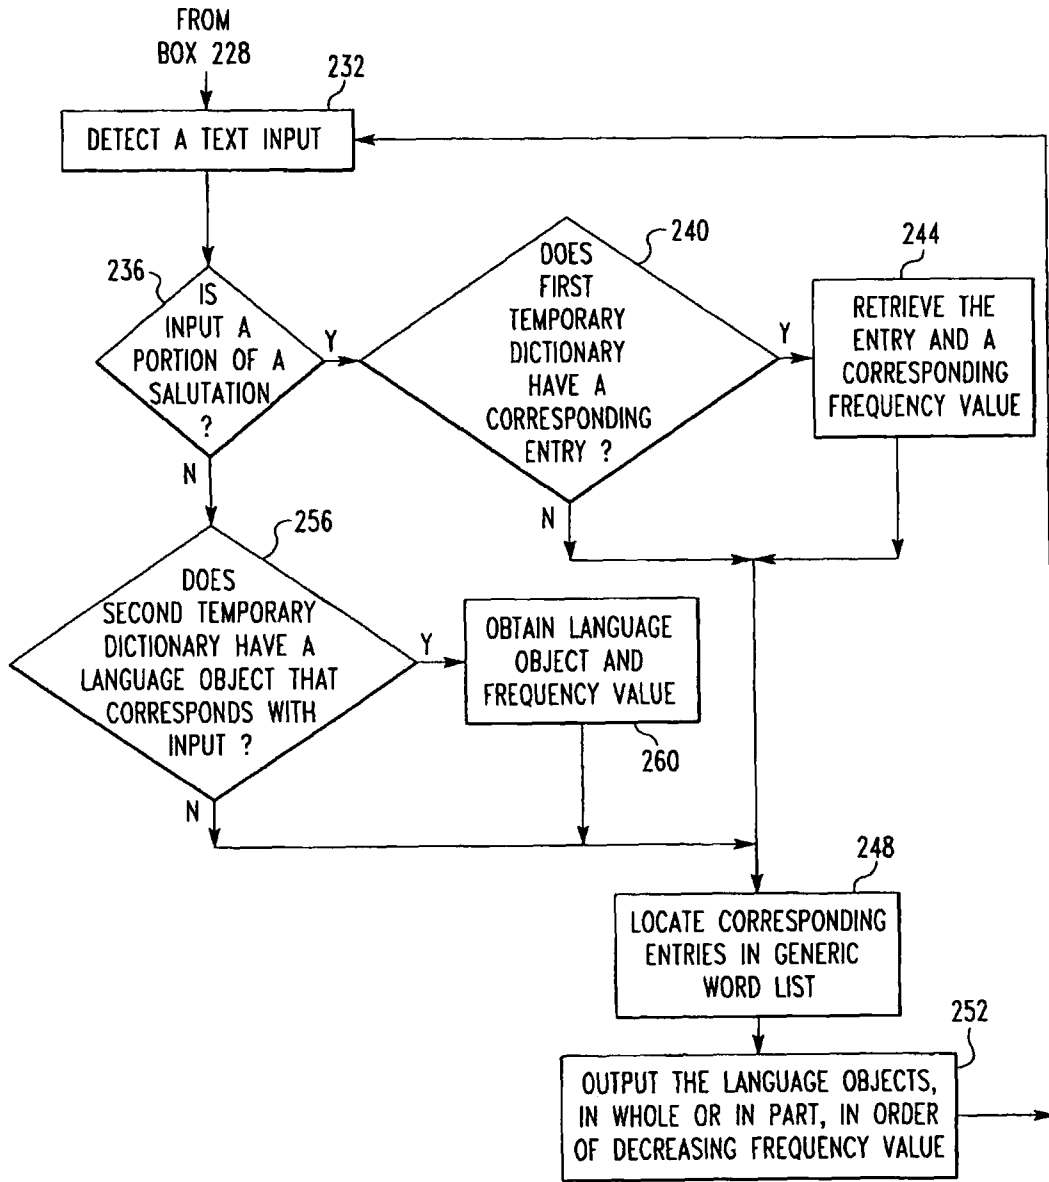 FROM
BOX 228
232
DETECT A TEXT INPUT
236
IS
INPUT A
PORTION OF A
SALUTATION
?
Y
N
240
DOES
FIRST
TEMPORARY
DICTIONARY
HAVE A
CORRESPONDING
ENTRY ?
Y
N
244
RETRIEVE THE
ENTRY AND A
CORRESPONDING
FREQUENCY VALUE
256
DOES
SECOND TEMPORARY
DICTIONARY HAVE A
LANGUAGE OBJECT THAT
CORRESPONDS WITH
INPUT ?
Y
N
OBTAIN LANGUAGE
OBJECT AND
FREQUENCY VALUE
260
248
LOCATE CORRESPONDING
ENTRIES IN GENERIC
WORD LIST
252
OUTPUT THE LANGUAGE OBJECTS,
IN WHOLE OR IN PART, IN ORDER
OF DECREASING FREQUENCY VALUE